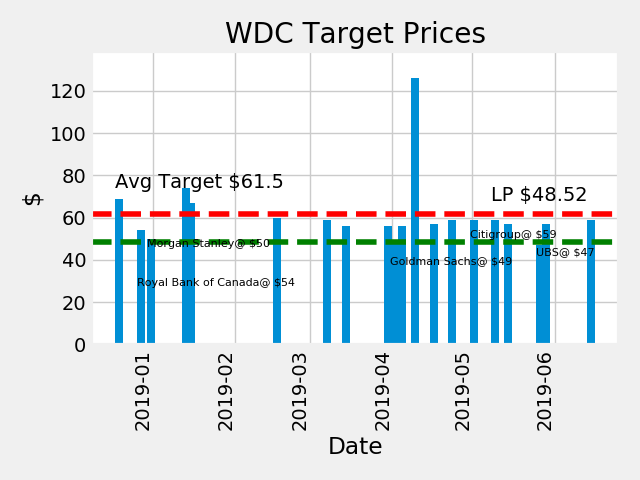 WDC Target Prices
120
100
80
60
40
20
0
$
Avg Target $61.5
LP $48.52
Morgan Stanley@ $50
Citigroup@ $59
UBS@ $47
Goldman Sachs@ $49
Royal Bank of Canada@ $54
2019-01
2019-02
2019-03
2019-04
2019-05
2019-06
Date